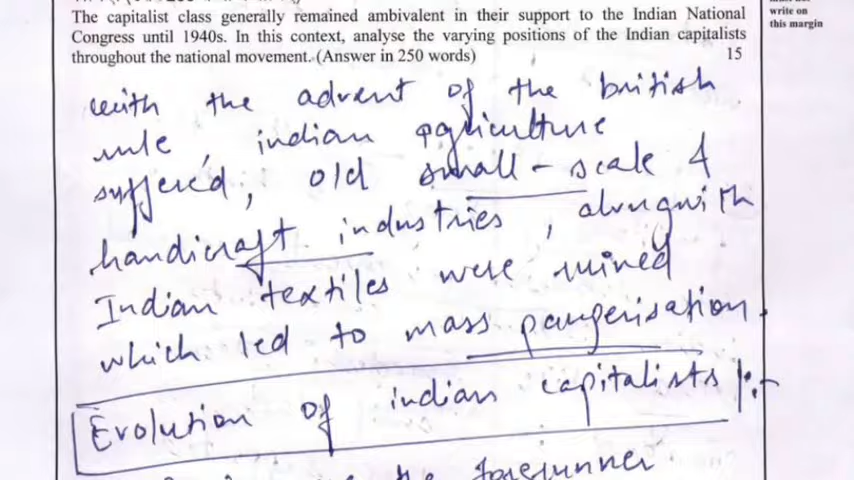 The capitalist class generally remained ambivalent in their support to the Indian National
Congress until 1940s. In this context, analyse the varying positions of the Indian capitalists
throughout the national movement. (Answer in 250 words) 15
write on
this margin
with the advent of the british
rule, indian agriculture
suffered, old small-scale &
handicraft industries, alongwith
Indian textiles were ruined
which led to mass pauperisation.
Evolution of indian capitalists :-
the forerunner